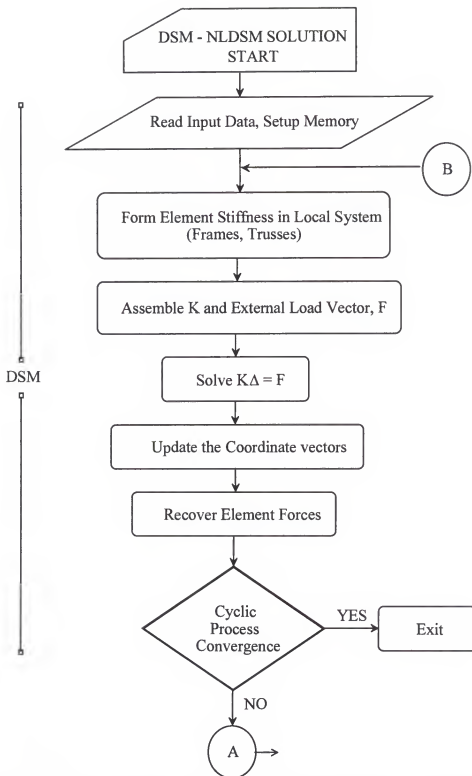 DSM - NLDSM SOLUTION
START
Read Input Data, Setup Memory
B
Form Element Stiffness in Local System
(Frames, Trusses)
Assemble K and External Load Vector, F
DSM
Solve KΔ = F
Update the Coordinate vectors
Recover Element Forces
Cyclic
Process
Convergence
YES
Exit
NO
A